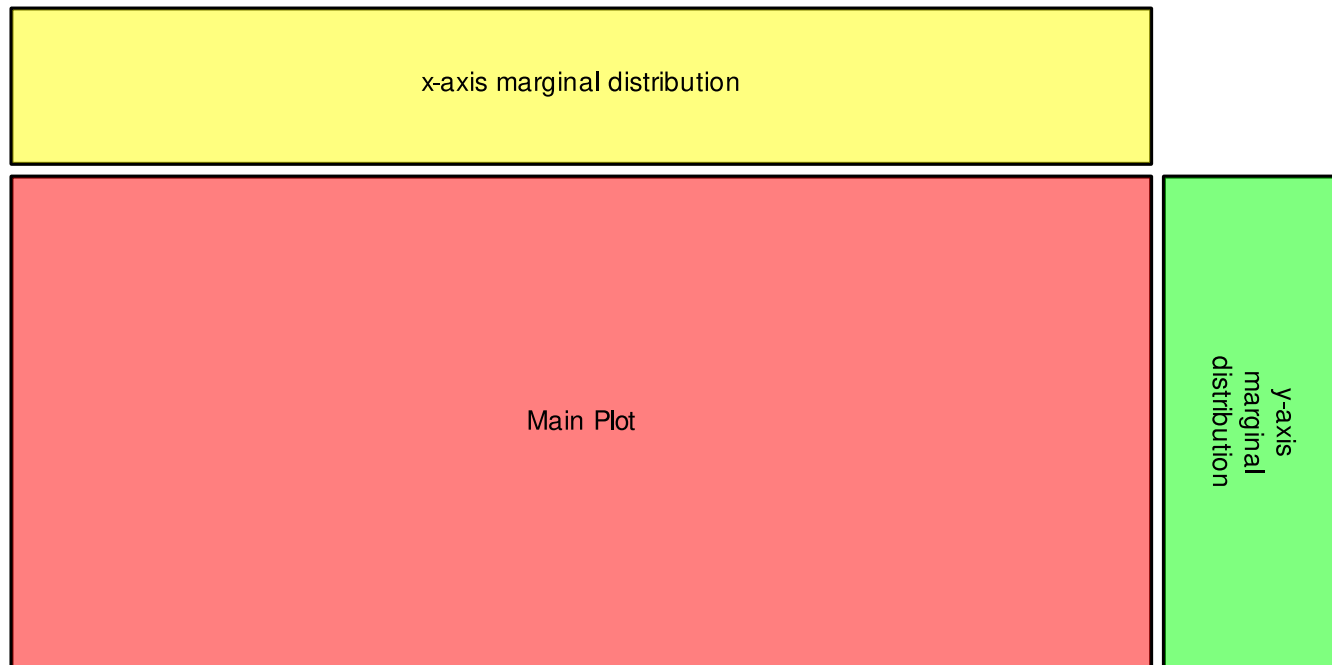 x-axis marginal distribution
Main Plot
y-axis
marginal
distribution